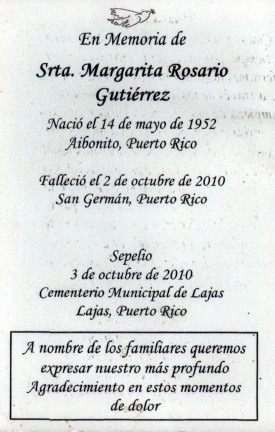 En Memoria de
Srta. Margarita Rosario
Gutiérrez
Nació el 14 de mayo de 1952
Aibonito, Puerto Rico
Falleció el 2 de octubre de 2010
San Germán, Puerto Rico
Sepelio
3 de octubre de 2010
Cementerio Municipal de Lajas
Lajas, Puerto Rico
A nombre de los familiares queremos
expresar nuestro más profundo
Agradecimiento en estos momentos
de dolor